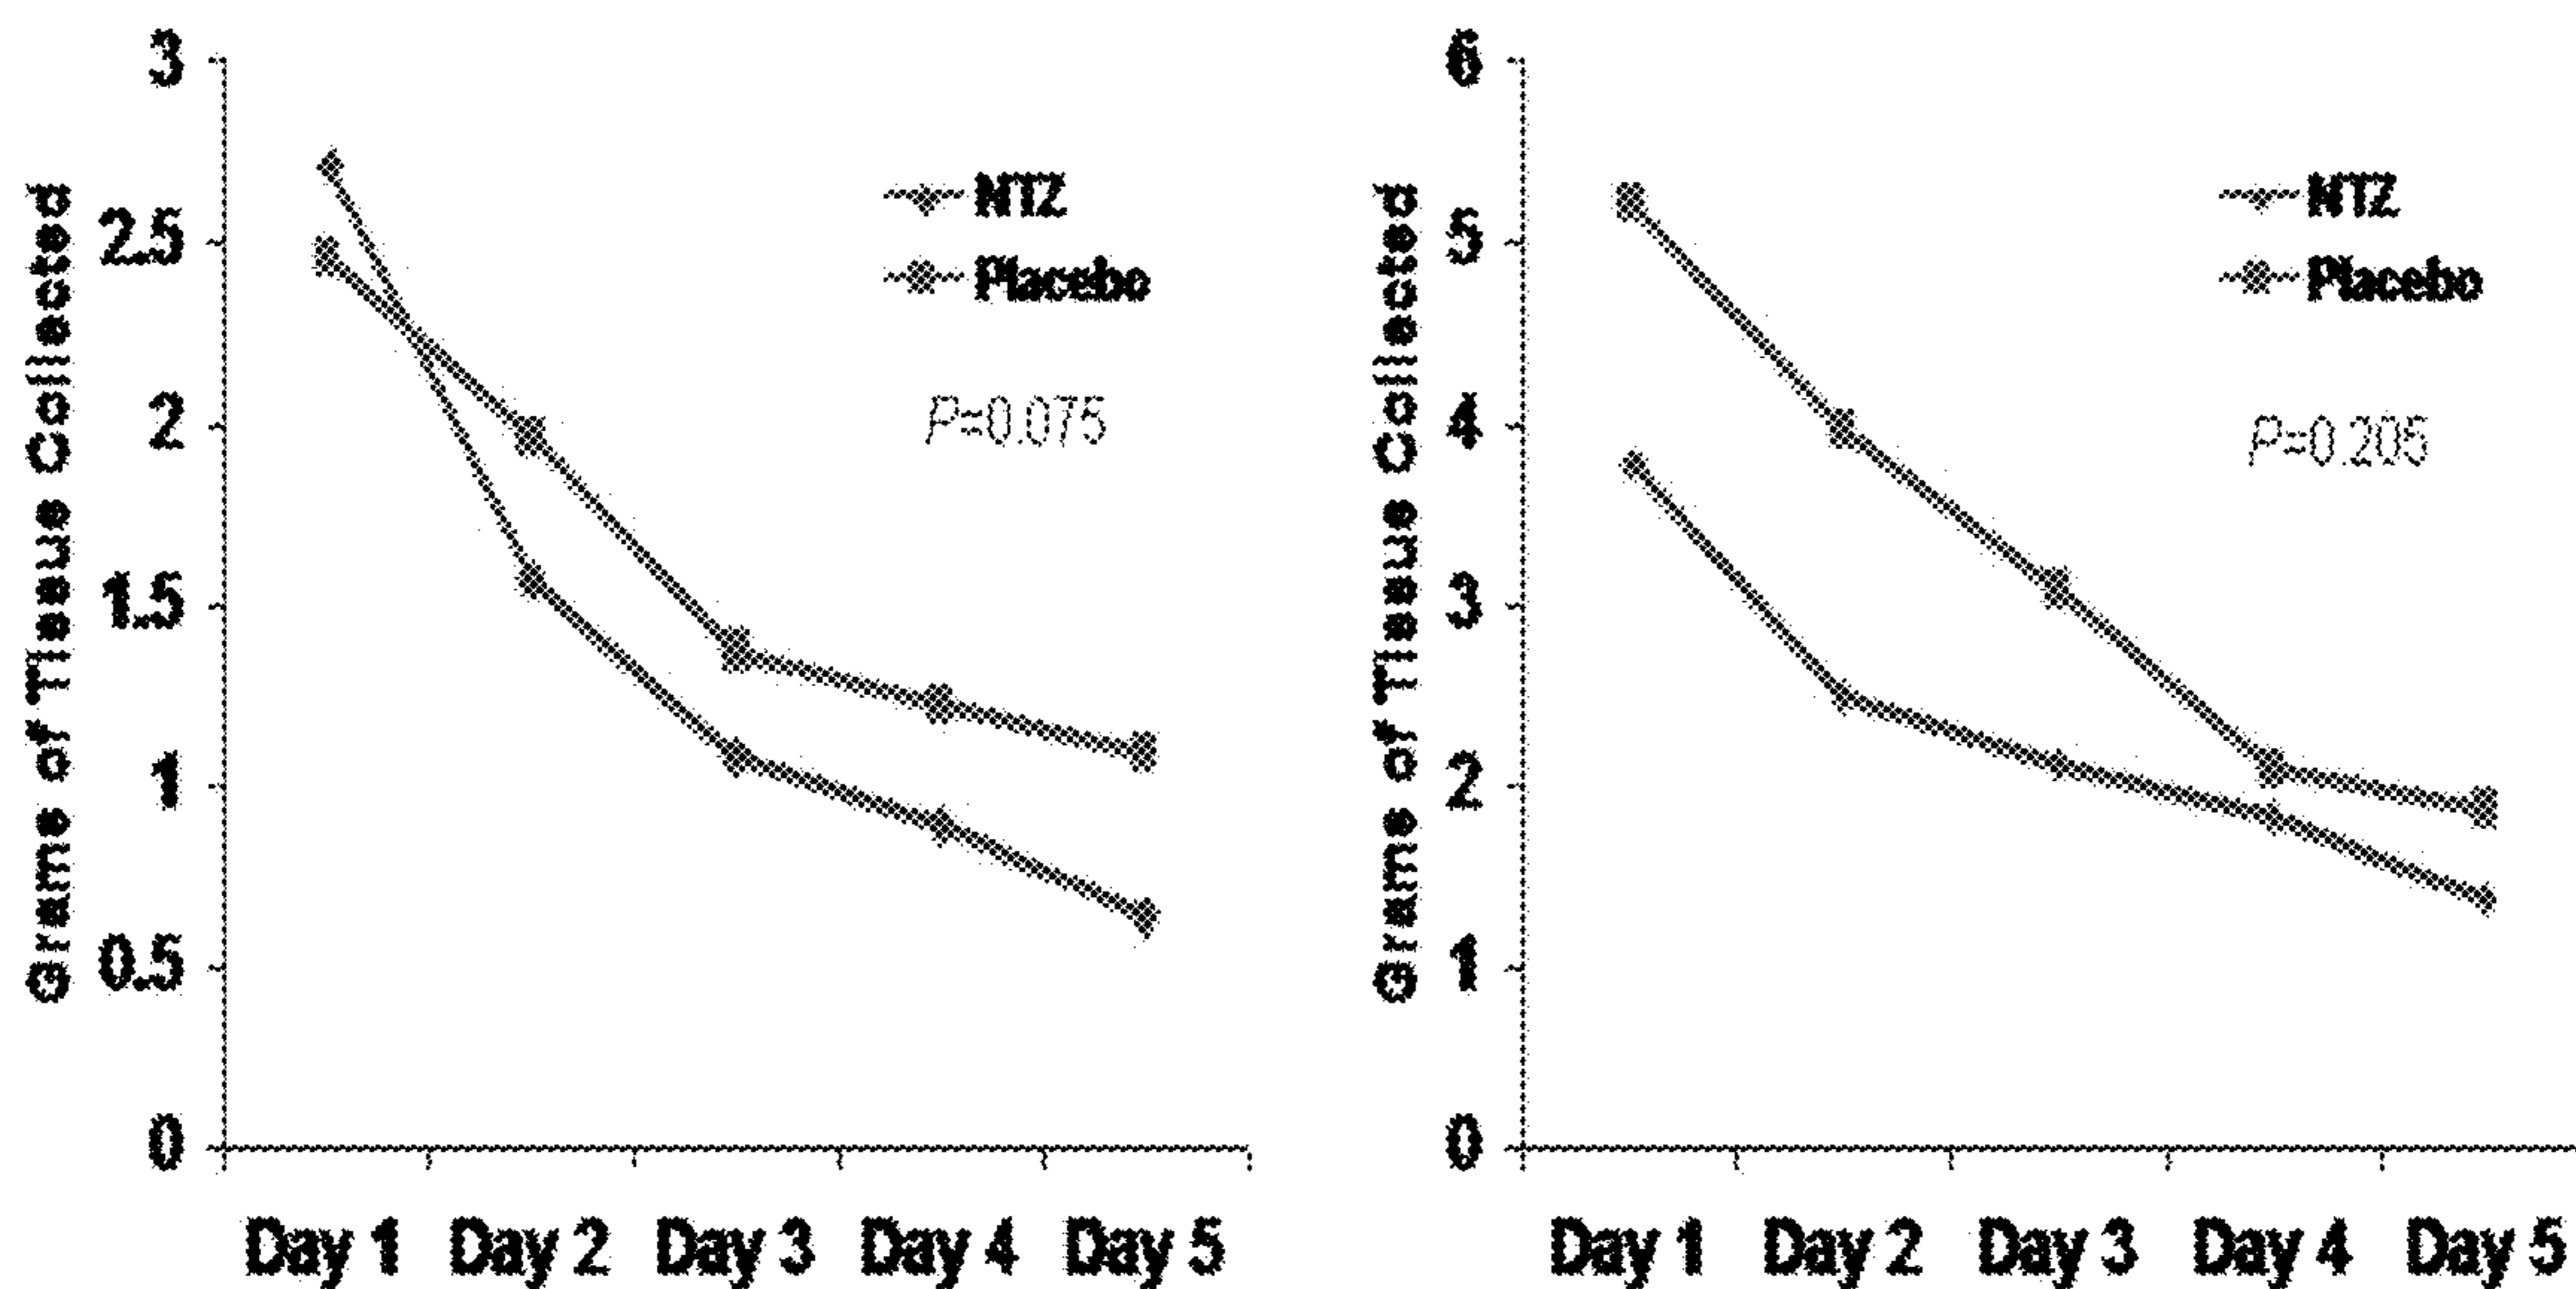 Grams of Tissue Collected
3
2.5
2
1.5
1
0.5
0
NTZ
Placebo
P=0.075
Day 1 Day 2 Day 3 Day 4 Day 5
Grams of Tissue Collected
6
5
4
3
2
1
0
NTZ
Placebo
P=0.205
Day 1 Day 2 Day 3 Day 4 Day 5